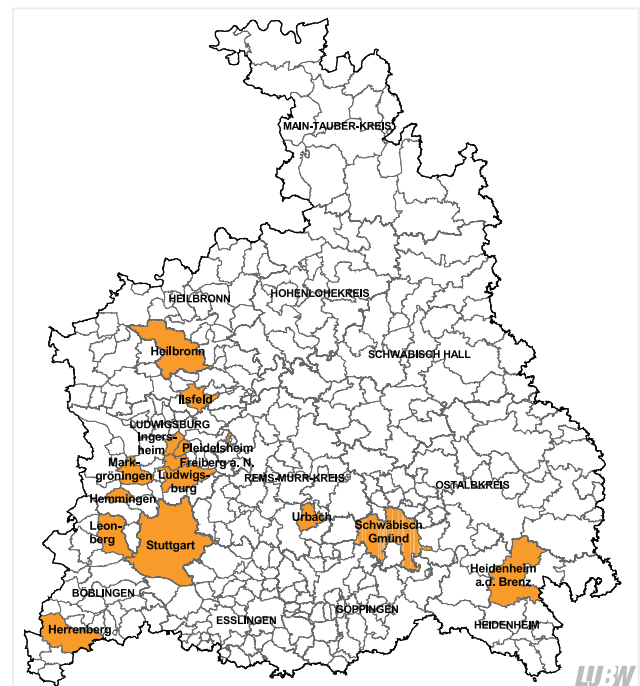 MAIN-TAUBER-KREIS
HEILBRONN
HOHENLOHEKREIS
Heilbronn
SCHWÄBISCH HALL
Ilsfeld
LUDWIGSBURG
Ingers-
heim
Pleidelsheim
Freiberg a. N.
Mark-
gröningen
Ludwigs-
burg
REMS-MURR-KREIS
OSTALBKREIS
Hemmingen
Urbach
Leon-
berg
Stuttgart
Schwäbisch
Gmünd
Heidenheim
a.d. Brenz
BÖBLINGEN
GÖPPINGEN
ESSLINGEN
HEIDENHEIM
Herrenberg
LUBW